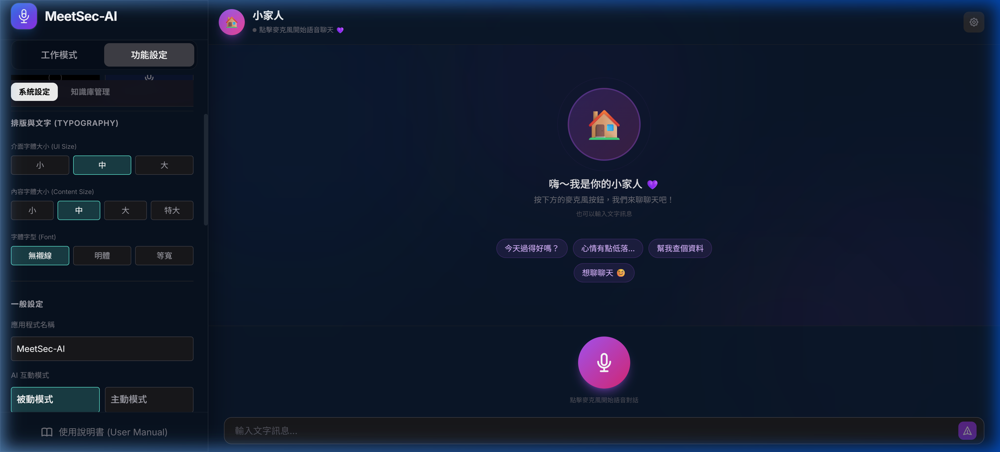 MeetSec-AI
工作模式
功能設定
系統設定
知識庫管理
排版與文字 (TYPOGRAPHY)
介面字體大小 (UI Size)
小
中
大
內容字體大小 (Content Size)
小
中
大
特大
字體字型 (Font)
無襯線
明體
等寬
一般設定
應用程式名稱
MeetSec-AI
AI 互動模式
被動模式
主動模式
使用說明書 (User Manual)
小家人
點擊麥克風開始語音聊天 💜
嗨～我是你的小家人 💜
按下方的麥克風按鈕，我們來聊聊天吧！
也可以輸入文字訊息
今天過得好嗎？
心情有點低落...
幫我查個資料
想聊聊天 😊
點擊麥克風開始語音對話
輸入文字訊息...